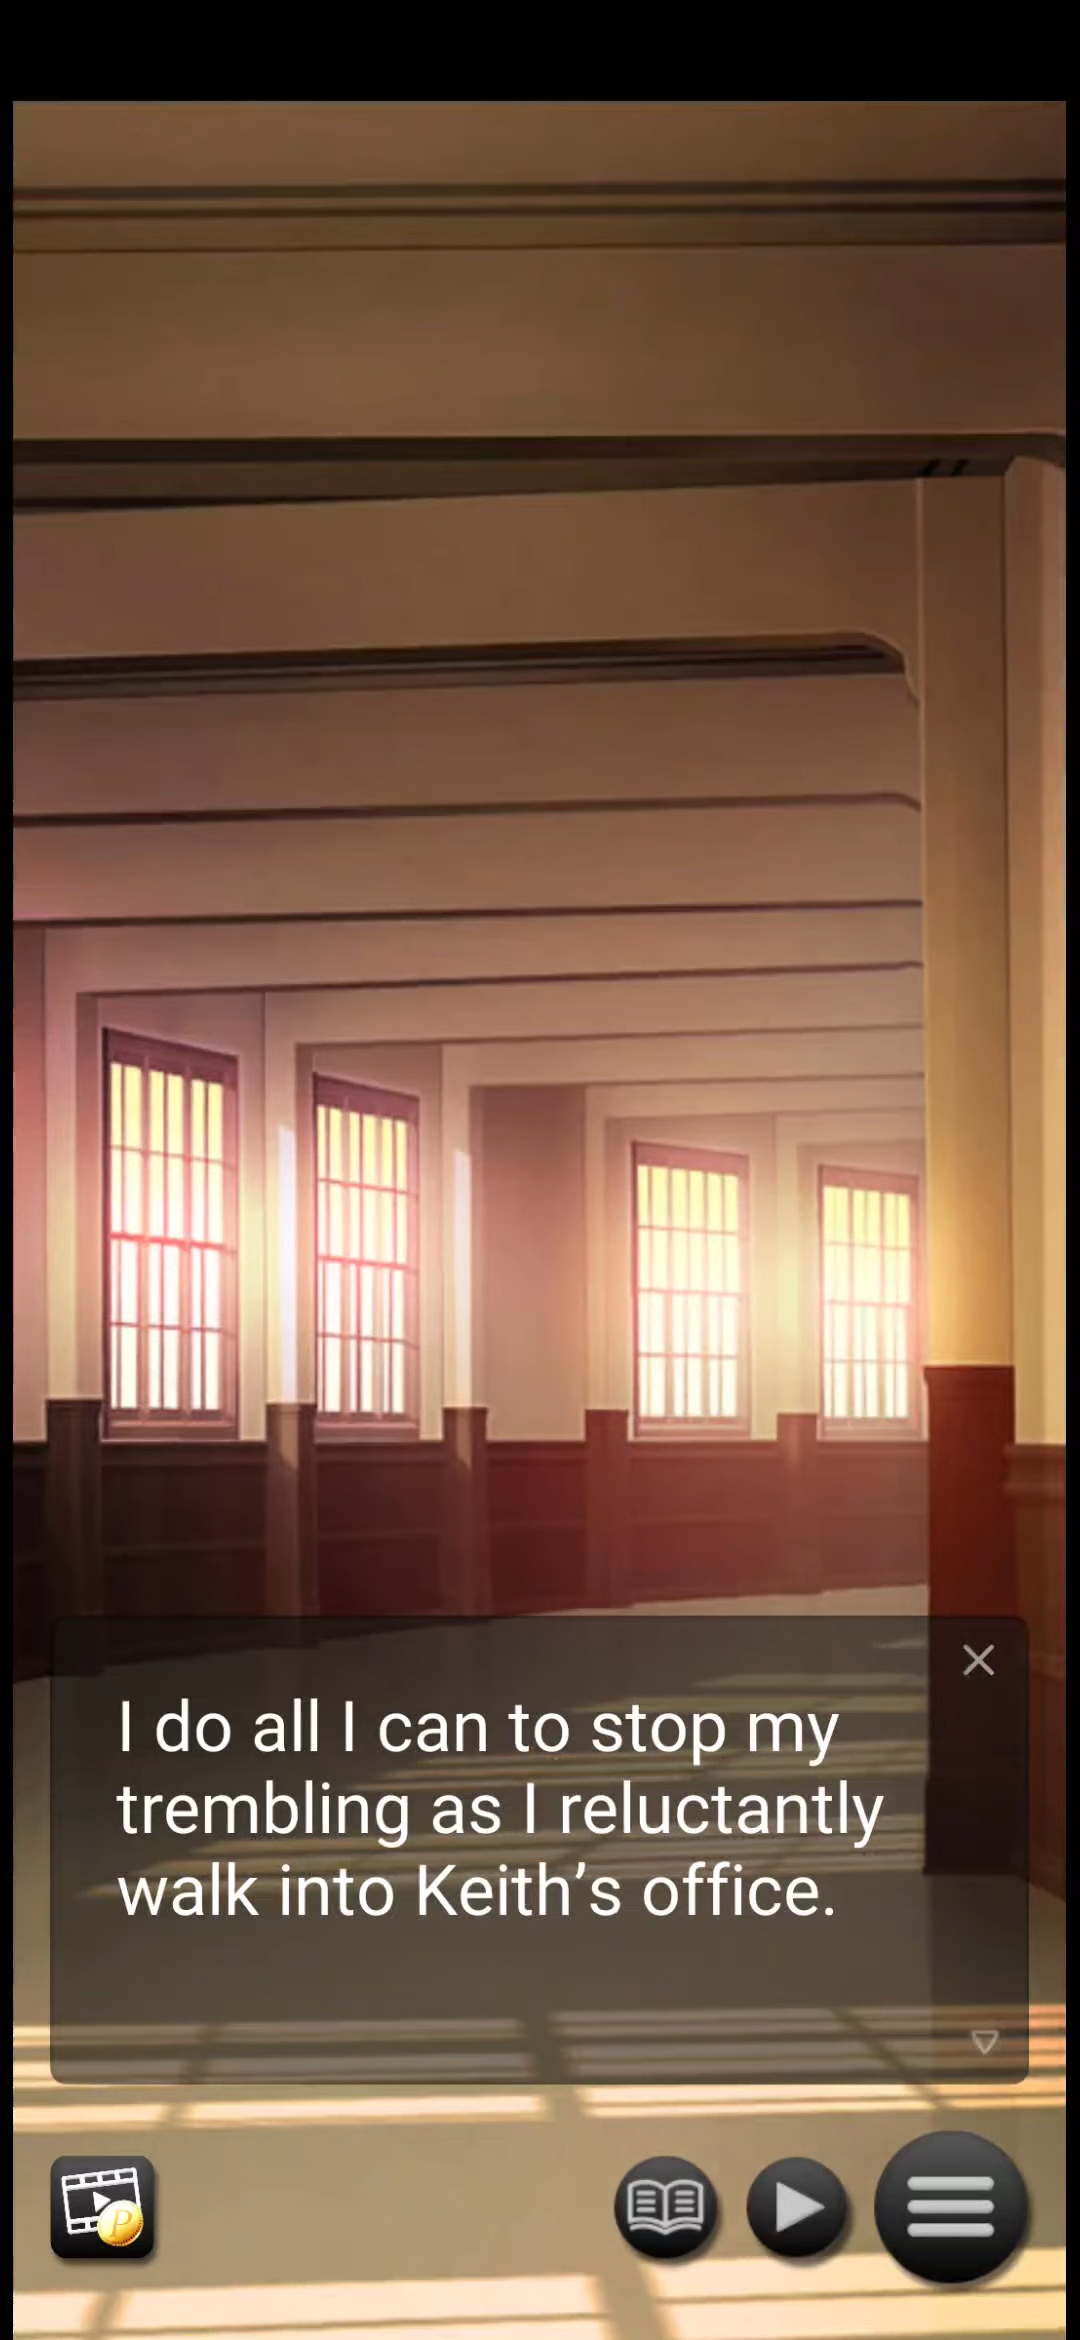 I do all I can to stop my
trembling as I reluctantly
walk into Keith’s office.
P